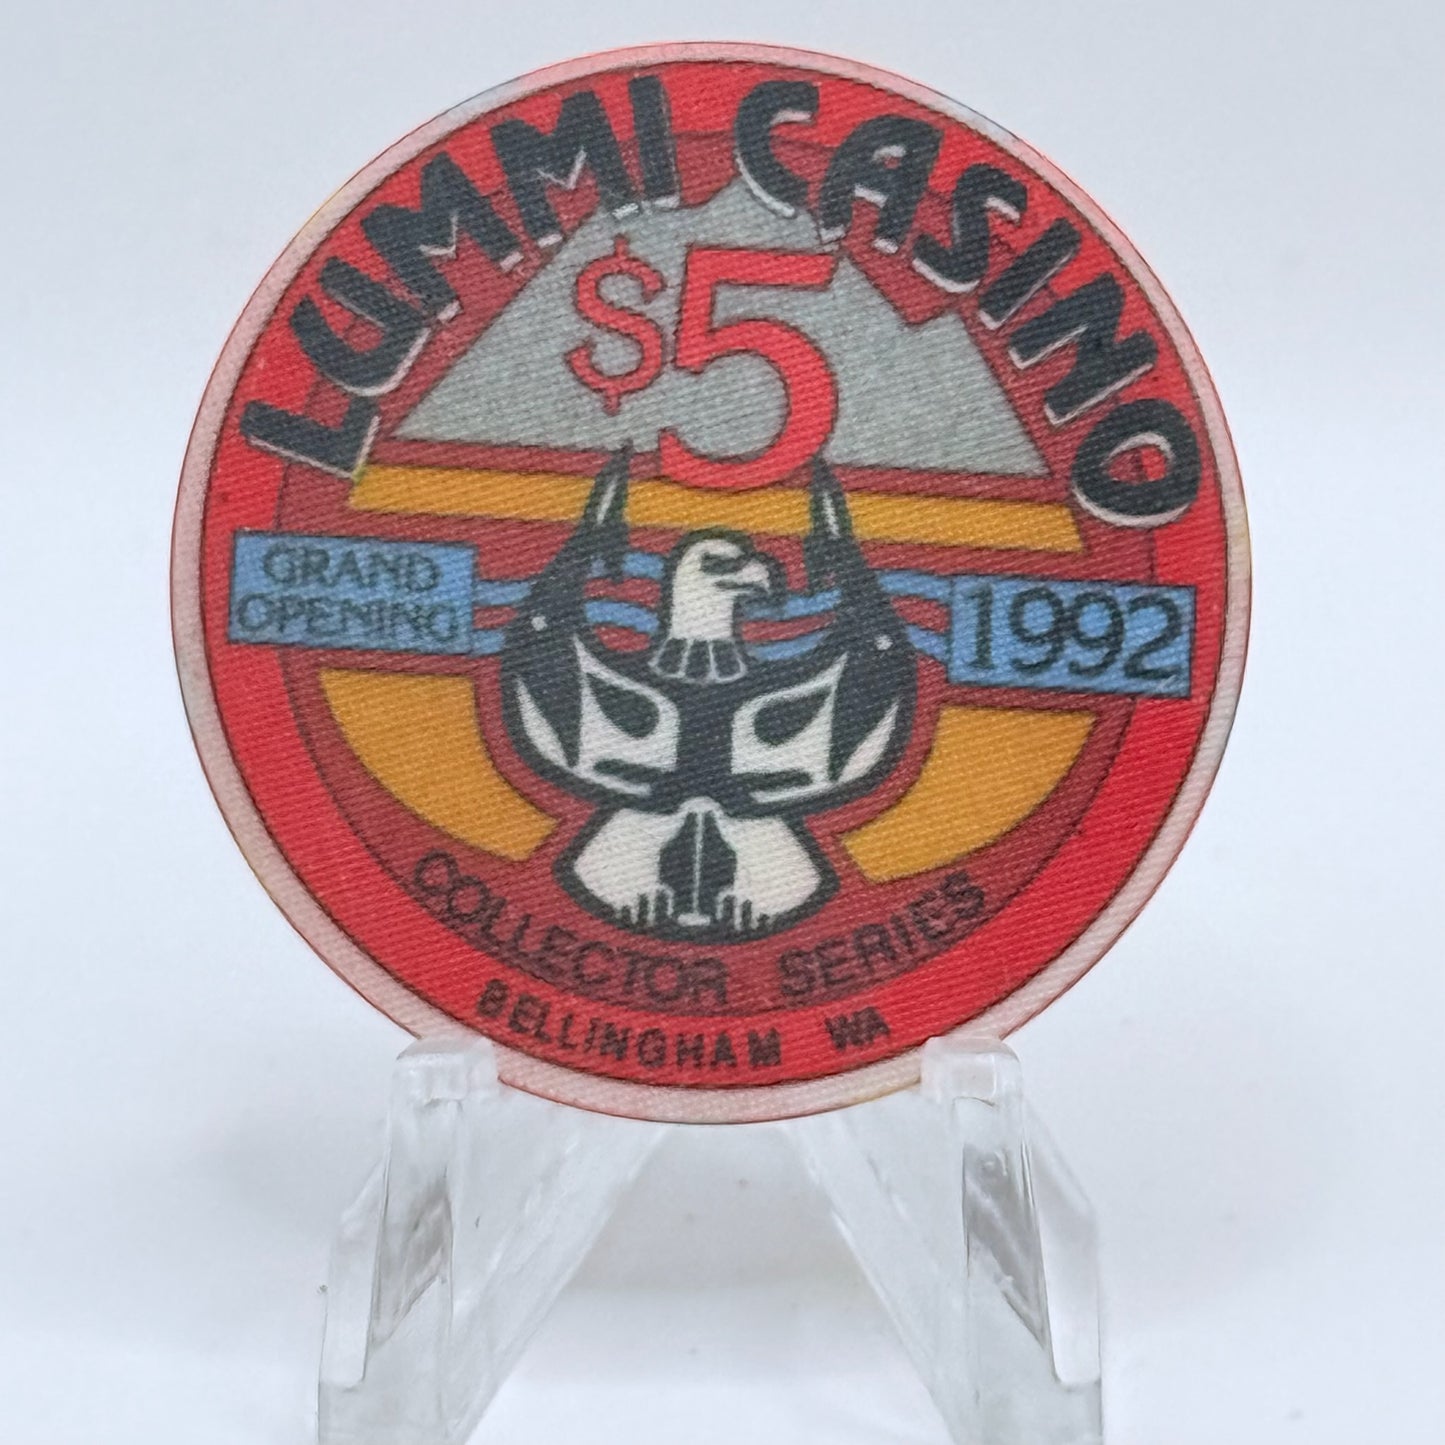 LUMMI CASINO
$5
GRAND
OPENING
1992
COLLECTOR SERIES
BELLINGHAM WA